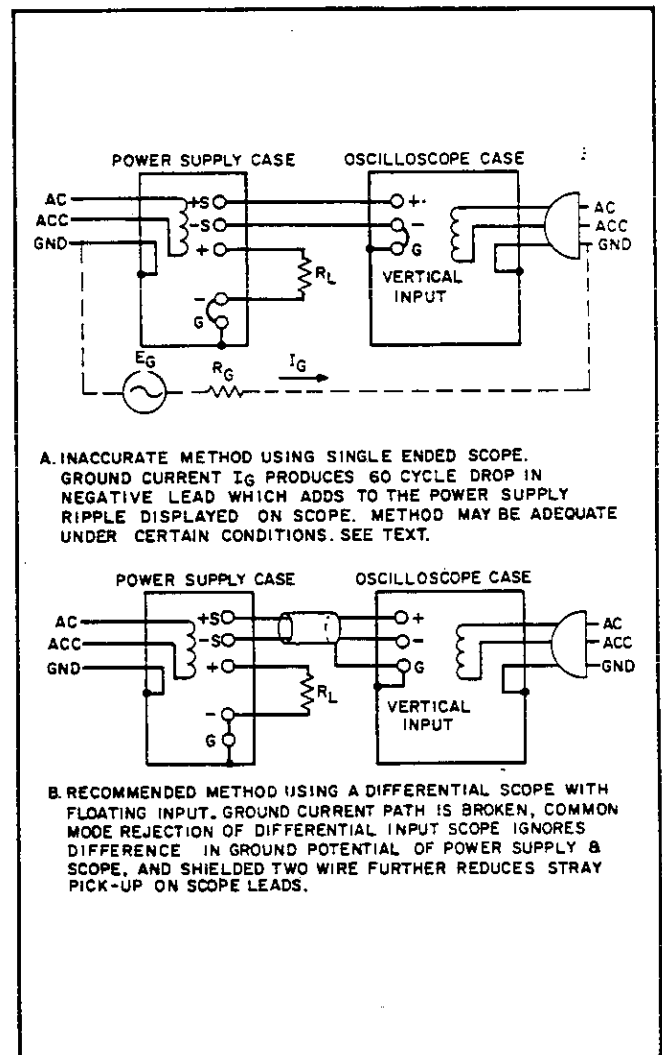 POWER SUPPLY CASE OSCILLOSCOPE CASE
AC +S + AC
ACC -S - ACC
GND + G GND
RL VERTICAL
- INPUT
G
EG RG IG
A. INACCURATE METHOD USING SINGLE ENDED SCOPE.
GROUND CURRENT IG PRODUCES 60 CYCLE DROP IN
NEGATIVE LEAD WHICH ADDS TO THE POWER SUPPLY
RIPPLE DISPLAYED ON SCOPE. METHOD MAY BE ADEQUATE
UNDER CERTAIN CONDITIONS. SEE TEXT.
POWER SUPPLY CASE OSCILLOSCOPE CASE
AC +S + AC
ACC -S - ACC
GND + G GND
RL VERTICAL
- INPUT
G
B. RECOMMENDED METHOD USING A DIFFERENTIAL SCOPE WITH
FLOATING INPUT. GROUND CURRENT PATH IS BROKEN, COMMON
MODE REJECTION OF DIFFERENTIAL INPUT SCOPE IGNORES
DIFFERENCE IN GROUND POTENTIAL OF POWER SUPPLY &
SCOPE, AND SHIELDED TWO WIRE FURTHER REDUCES STRAY
PICK-UP ON SCOPE LEADS.